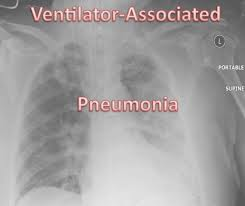 Ventilator-Associated
L
PORTABLE
SUPINE
Pneumonia